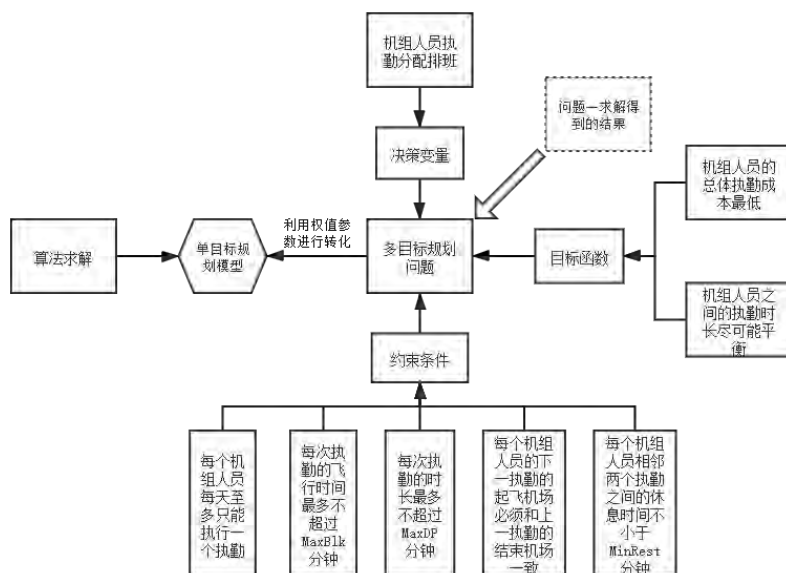 机组人员执
勤分配排班
问题一求解得
到的结果
决策变量
机组人员的
总体执勤成
本最低
算法求解
单目标规
划模型
利用权值参
数进行转化
多目标规划
问题
目标函数
机组人员之
间的执勤时
长尽可能平
衡
约束条件
每个机
组人员
每天至
多只能
执行一
个执勤
每次执
勤的飞
行时间
最多不
超过
MaxBlk
分钟
每次执
勤的时
长最多
不超过
MaxDP
分钟
每个机组
人员的下
一执勤的
起飞机场
必须和上
一执勤的
结束机场
一致
每个机组
人员相邻
两个执勤
之间的休
息时间不
小于
MinRest
分钟